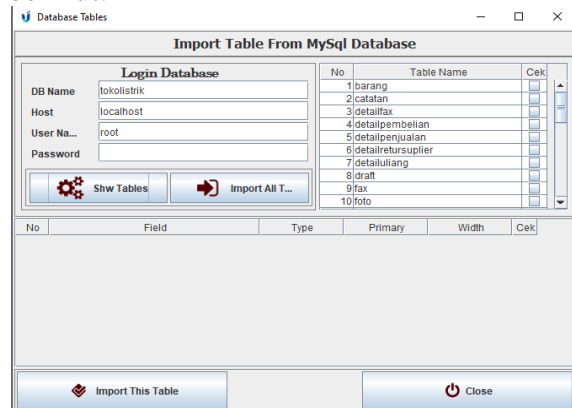 Database Tables
Import Table From MySql Database
Login Database
DB Name tokolistrik
Host localhost
User Na... root
Password
Shw Tables Import All T...
No Table Name Cek
1 barang
2 catatan
3 detailfax
4 detailpembelian
5 detailpenjualan
6 detailretursuplier
7 detailuliang
8 draft
9 fax
10 foto
No Field Type Primary Width Cek
Import This Table Close